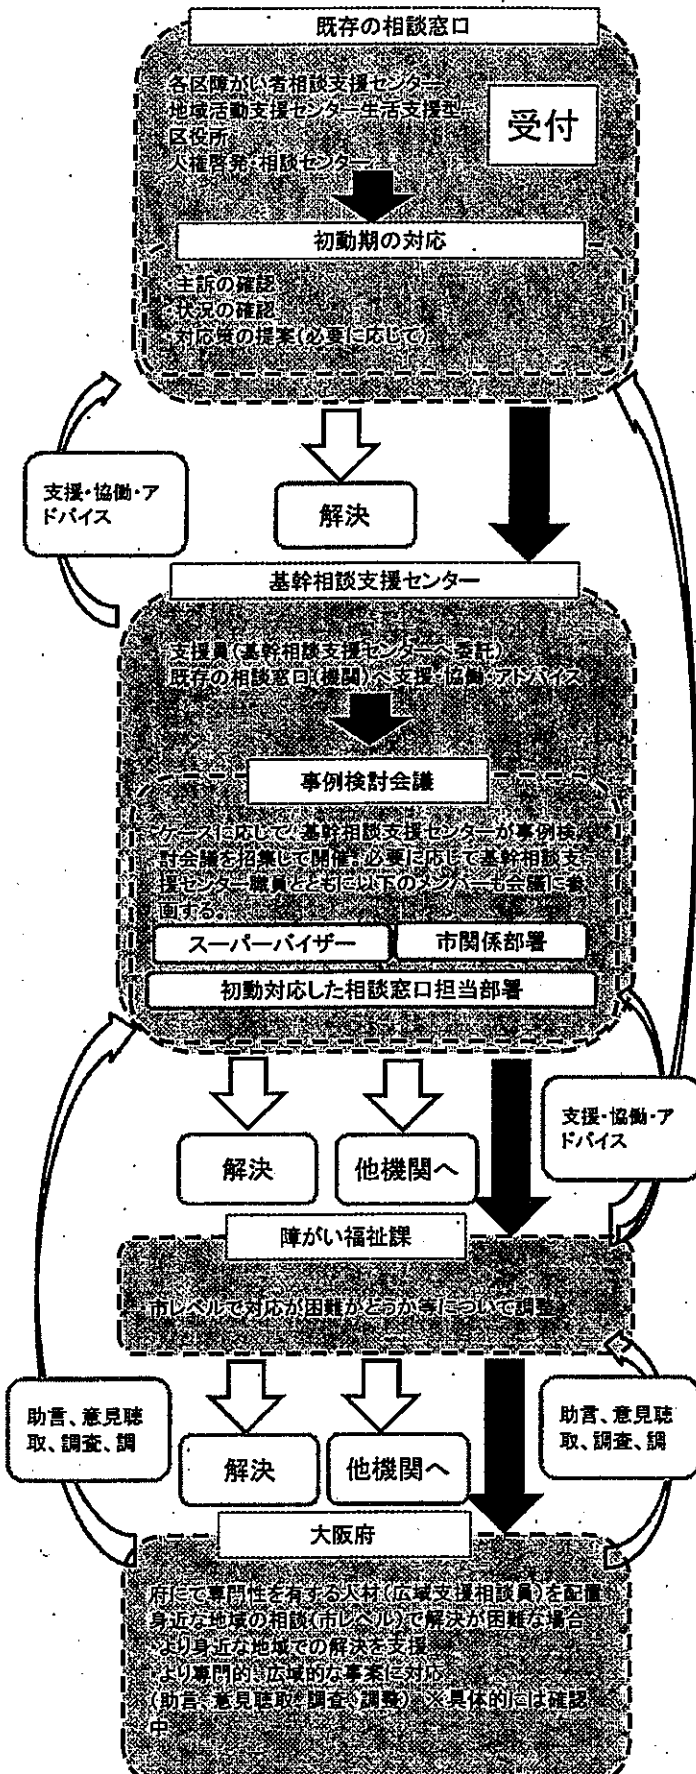 既存の相談窓口
各区障がい者相談支援センター
地域活動支援センター生活支援型
区役所
人権啓発・相談センター
受付
初動期の対応
・主訴の確認
・状況の確認
・対応策の提案(必要に応じて)
支援・協働・ア
ドバイス
解決
基幹相談支援センター
支援員(基幹相談支援センターへ委託)
既存の相談窓口(機関)へ支援・協働・アドバイス
事例検討会議
ケースに応じて、基幹相談支援センターが事例検
討会議を招集して開催。必要に応じて基幹相談支
援センター職員とともに以下のメンバーも会議に参
画する。
スーパーバイザー
市関係部署
初動対応した相談窓口担当部署
支援・協働・ア
ドバイス
解決
他機関へ
障がい福祉課
市レベルで対応が困難かどうか等について調整
助言、意見聴
取、調査、調
解決
他機関へ
助言、意見聴
取、調査、調
大阪府
府にて専門性を有する人材(広域支援相談員)を配置
身近な地域の相談(市レベル)で解決が困難な場合
より身近な地域での解決を支援
より専門的、広域的な事案に対応
(助言、意見聴取、調査、調整) ※具体的には確認
中